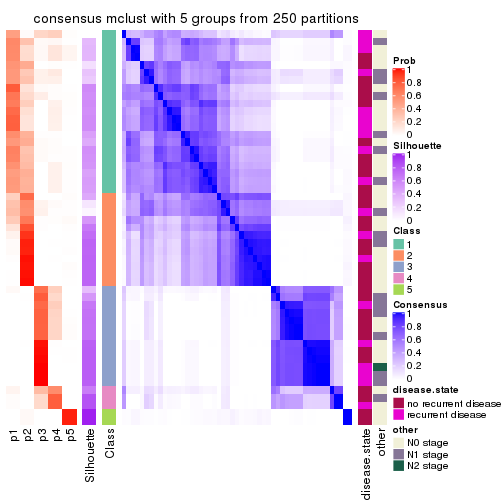 consensus mclust with 5 groups from 250 partitions
Prob
1
0.8
0.6
0.4
0.2
0
Silhouette
1
0.8
0.6
0.4
0.2
0
Class
1
2
3
4
5
Consensus
1
0.8
0.6
0.4
0.2
0
disease.state
no recurrent disease
recurrent disease
other
N0 stage
N1 stage
N2 stage
p1
p2
p3
p4
p5
Silhouette
Class
disease.state
other